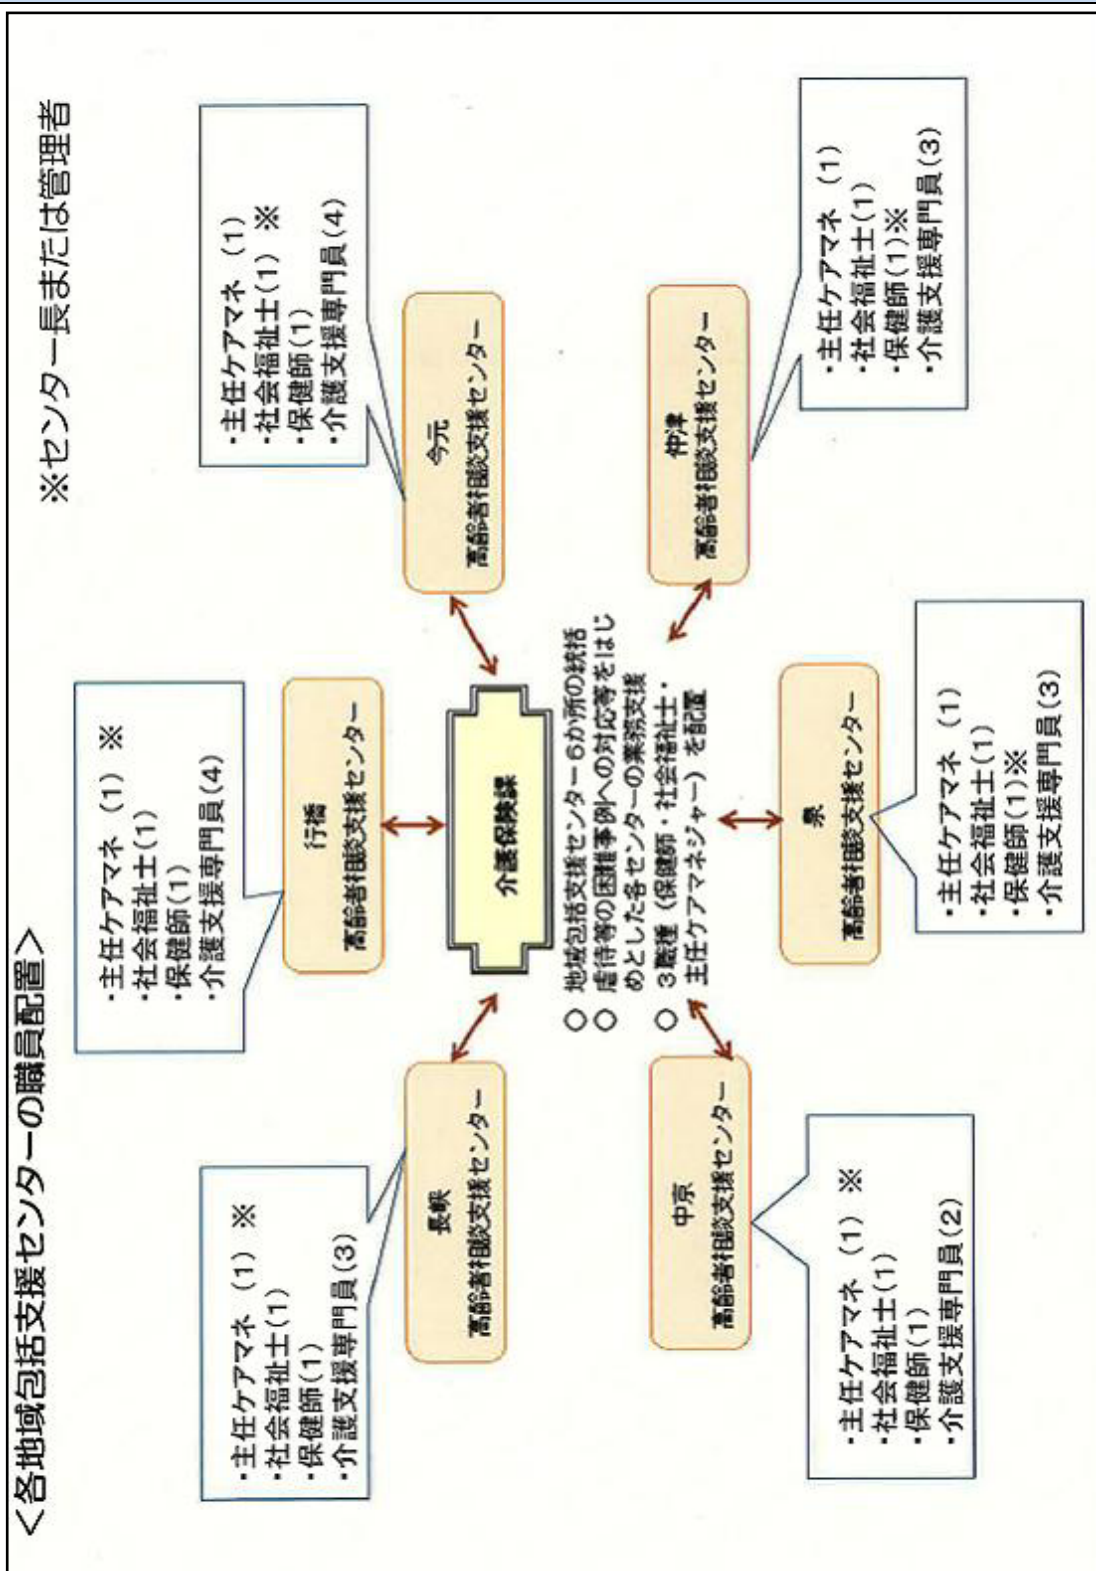 <各地域包括支援センターの職員配置>
※センター長または管理者
・主任ケアマネ（1）※
・社会福祉士(1)
・保健師(1)
・介護支援専門員(3)
長峡
高齢者相談支援センター
・主任ケアマネ（1）※
・社会福祉士(1)
・保健師(1)
・介護支援専門員(4)
行橋
高齢者相談支援センター
・主任ケアマネ（1）
・社会福祉士(1) ※
・保健師(1)
・介護支援専門員(4)
今元
高齢者相談支援センター
介護保険課
○ 地域包括支援センター6か所の統括
○ 虐待等の困難事例への対応等をはじ
めとした各センターの業務支援
○ 3職種（保健師・社会福祉士・
主任ケアマネジャー）を配置
中京
高齢者相談支援センター
・主任ケアマネ（1）※
・社会福祉士(1)
・保健師(1)
・介護支援専門員(2)
泉
高齢者相談支援センター
・主任ケアマネ（1）
・社会福祉士(1)
・保健師(1)※
・介護支援専門員(3)
仲津
高齢者相談支援センター
・主任ケアマネ（1）
・社会福祉士(1)
・保健師(1)※
・介護支援専門員(3)